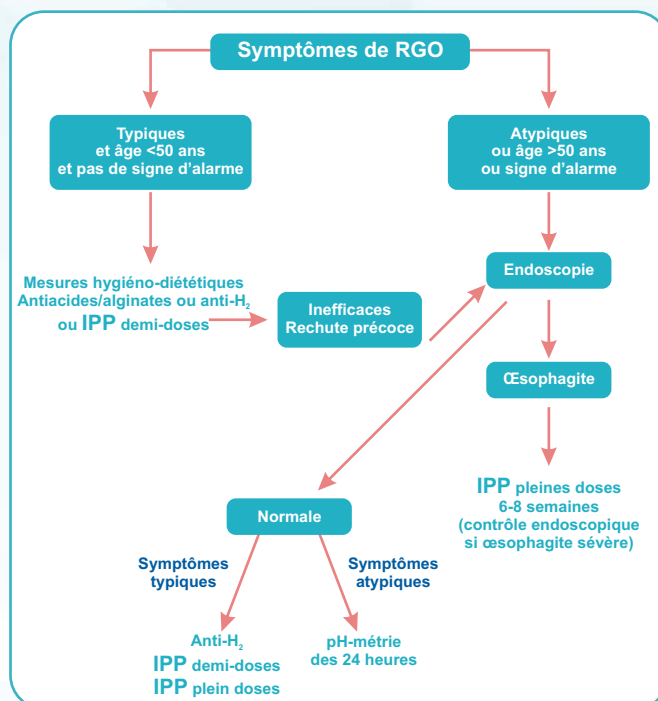 Symptômes de RGO
Typiques
et âge <50 ans
et pas de signe d'alarme
Atypiques
ou âge >50 ans
ou signe d'alarme
Mesures hygiéno-diététiques
Antiacides/alginates ou anti-H₂
ou IPP demi-doses
Inefficaces
Rechute précoce
Endoscopie
Œsophagite
IPP pleines doses
6-8 semaines
(contrôle endoscopique
si œsophagite sévère)
Normale
Symptômes
typiques
Symptômes
atypiques
Anti-H₂
IPP demi-doses
IPP plein doses
pH-métrie
des 24 heures